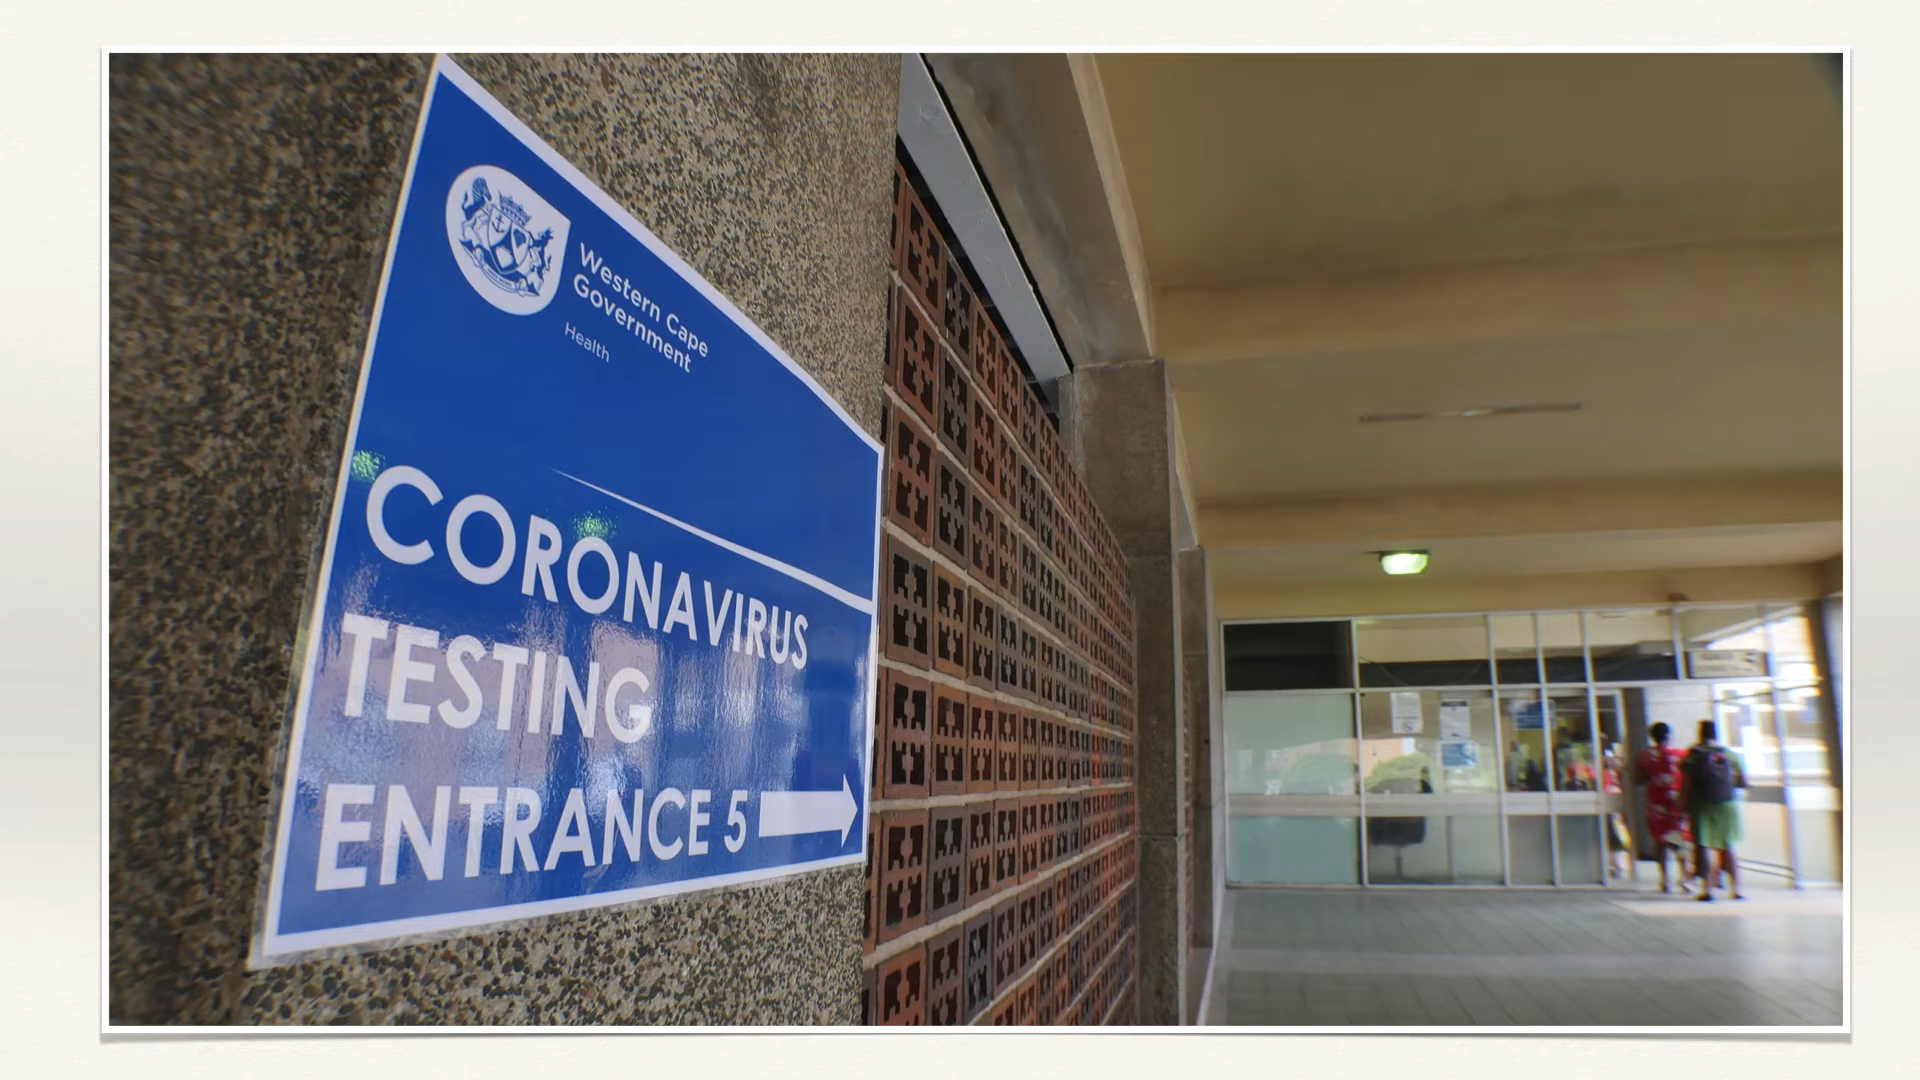 Western Cape
Government
Health
CORONAVIRUS
TESTING
ENTRANCE 5